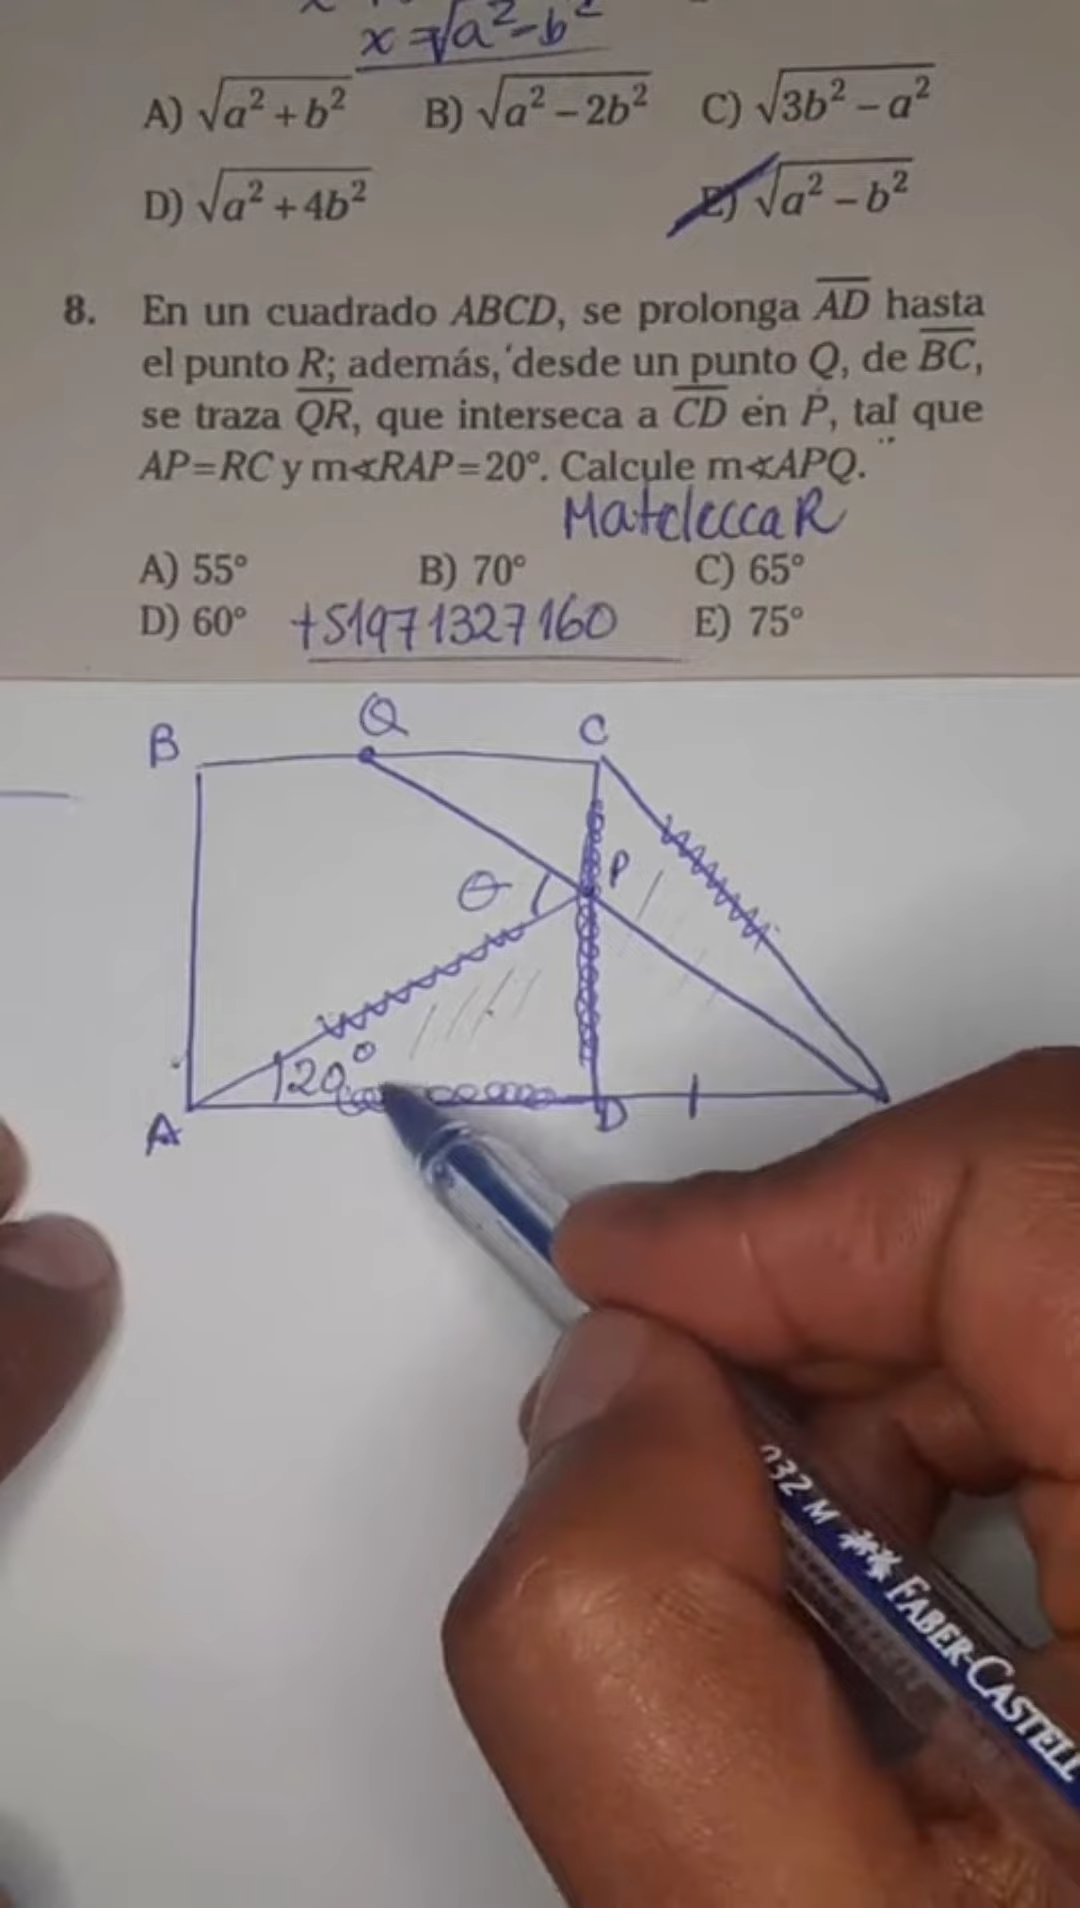 x=√a²-b²
A) √a²+b² B) √a²-2b² C) √3b²-a²
D) √a²+4b² E) √a²-b²
8. En un cuadrado ABCD, se prolonga AD hasta
el punto R; además, desde un punto Q, de BC,
se traza QR, que interseca a CD en P, tal que
AP=RC y m∢RAP=20°. Calcule m∢APQ.
MateleccaR
A) 55° B) 70° C) 65°
D) 60° +51971327160 E) 75°
B Q C
θ P
20°
A D
032 M FABER-CASTELL